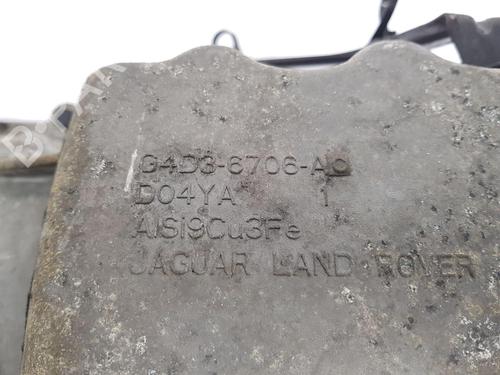 G4D3-6706-AC
D04YA 1
AlSi9Cu3Fe
JAGUAR LAND ROVER